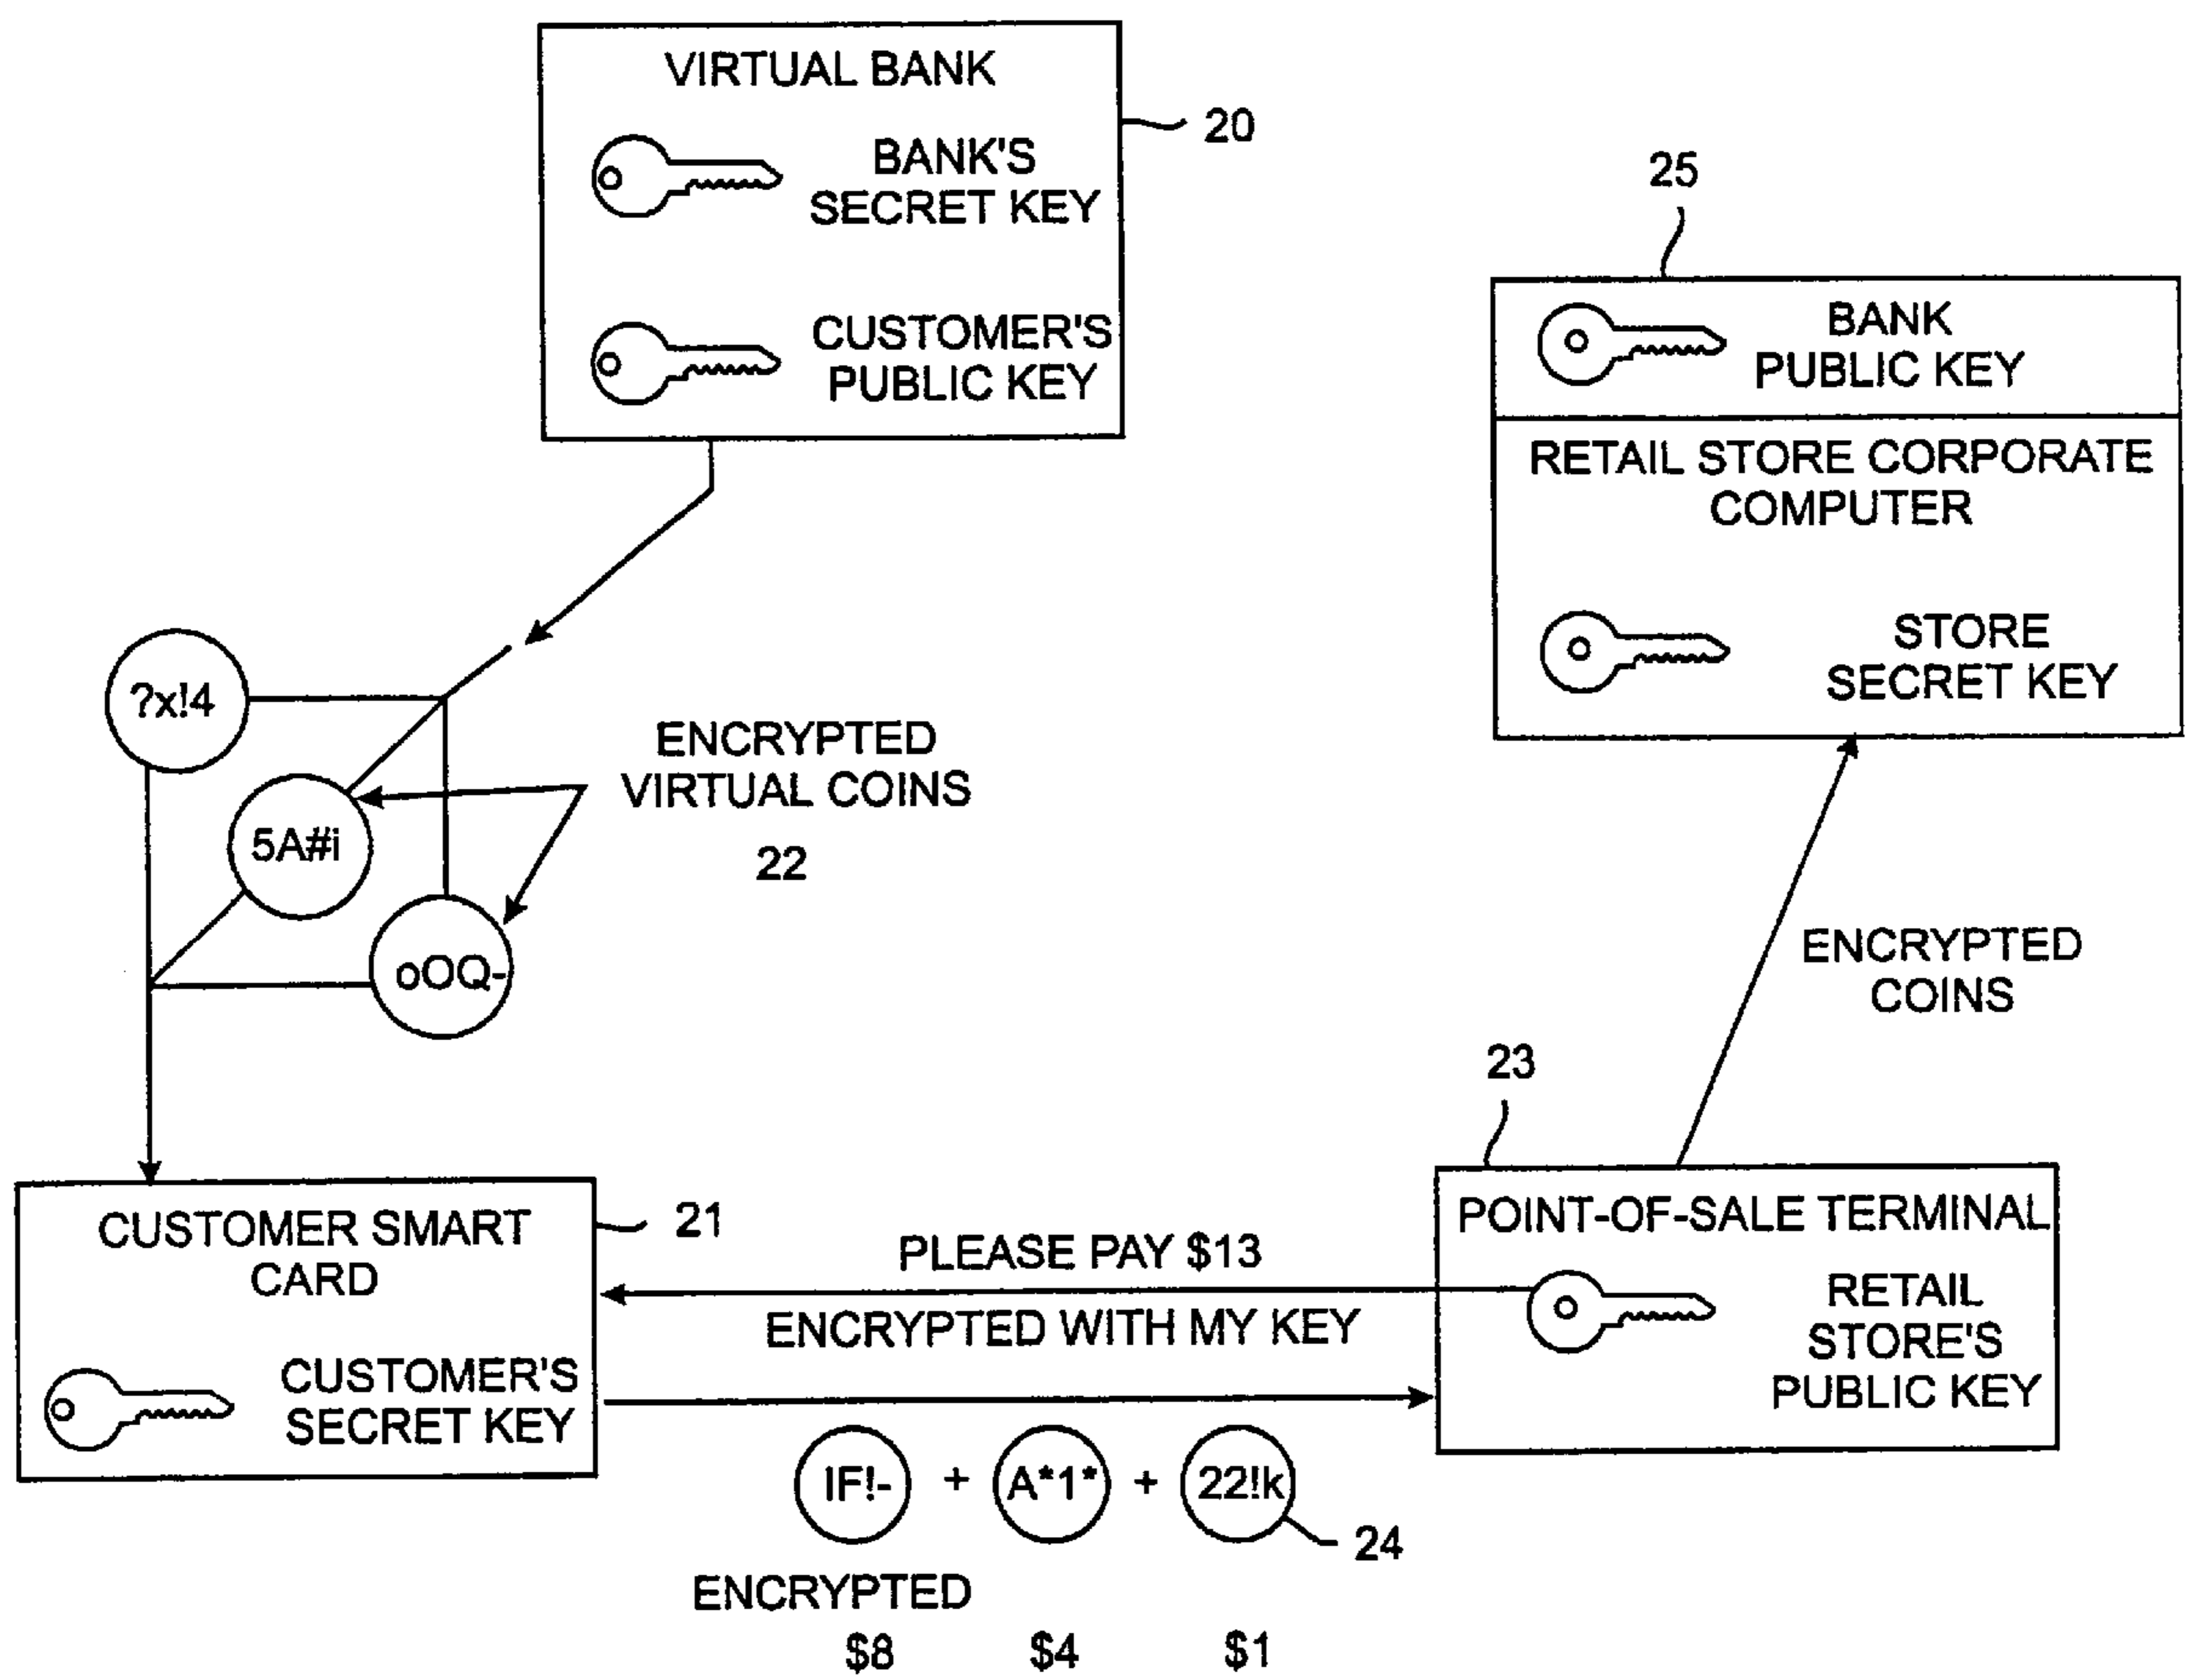 VIRTUAL BANK
20
BANK'S
SECRET KEY
CUSTOMER'S
PUBLIC KEY
25
BANK
PUBLIC KEY
RETAIL STORE CORPORATE
COMPUTER
STORE
SECRET KEY
?x!4
5A#i
oOQ-
ENCRYPTED
VIRTUAL COINS
22
ENCRYPTED
COINS
23
CUSTOMER SMART
CARD
21
CUSTOMER'S
SECRET KEY
PLEASE PAY $13
ENCRYPTED WITH MY KEY
POINT-OF-SALE TERMINAL
RETAIL
STORE'S
PUBLIC KEY
IF!- + A*1* + 22!k
24
ENCRYPTED
$8 $4 $1